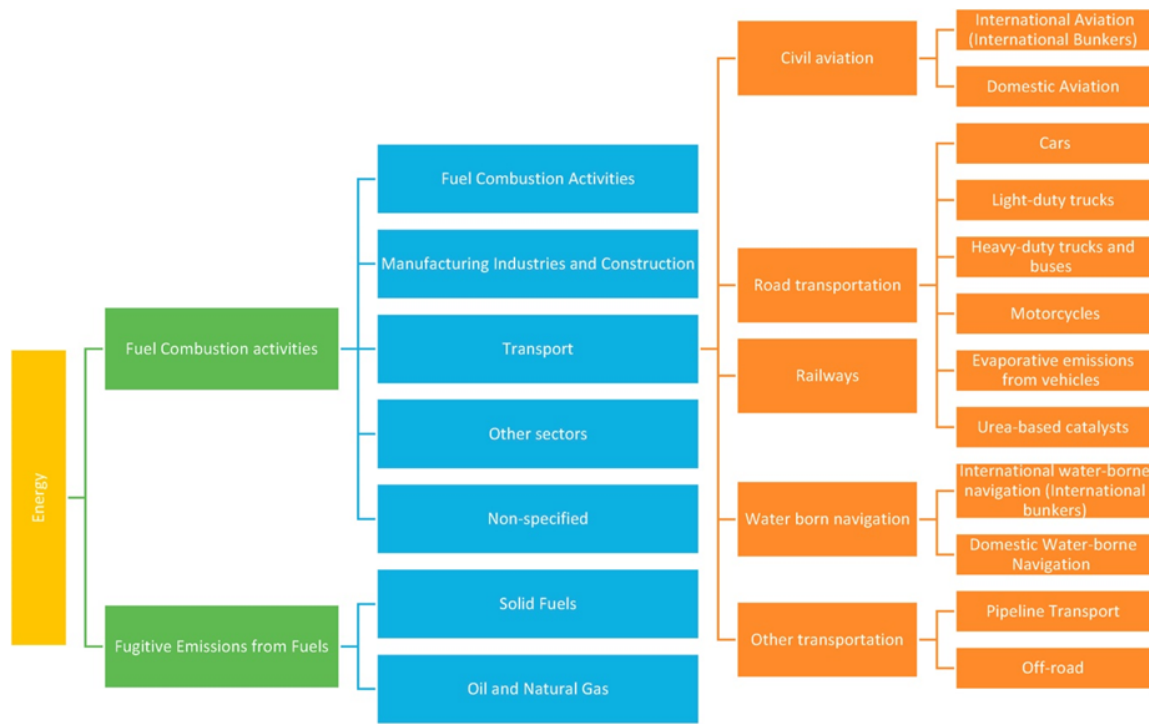 Energy
Fuel Combustion activities
Fugitive Emissions from Fuels
Fuel Combustion Activities
Manufacturing Industries and Construction
Transport
Other sectors
Non-specified
Solid Fuels
Oil and Natural Gas
Civil aviation
Road transportation
Railways
Water born navigation
Other transportation
International Aviation
(International Bunkers)
Domestic Aviation
Cars
Light-duty trucks
Heavy-duty trucks and
buses
Motorcycles
Evaporative emissions
from vehicles
Urea-based catalysts
International water-borne
navigation (International
bunkers)
Domestic Water-borne
Navigation
Pipeline Transport
Off-road